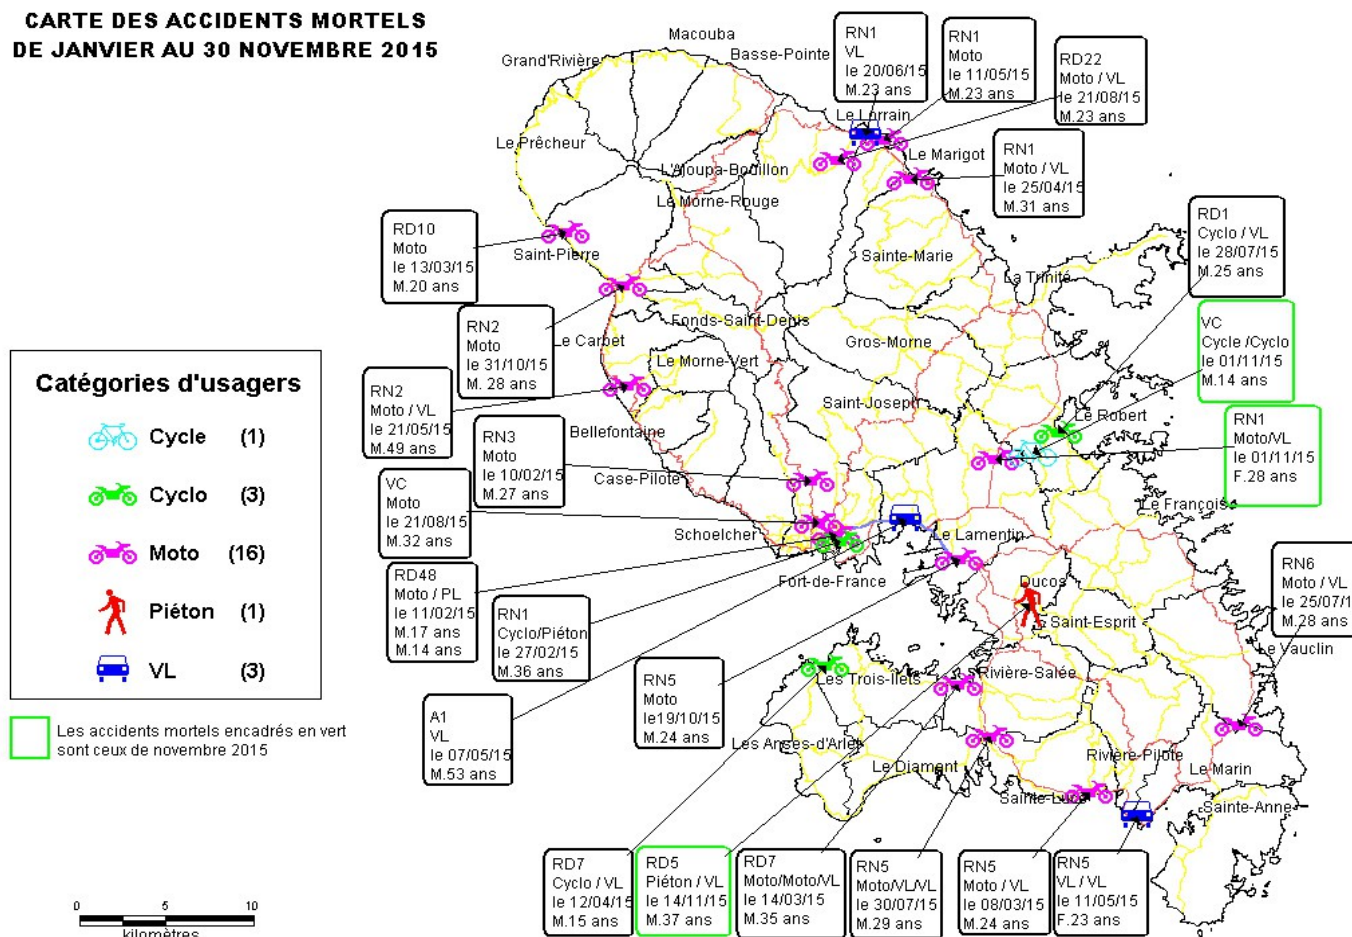 CARTE DES ACCIDENTS MORTELS
DE JANVIER AU 30 NOVEMBRE 2015
Macouba
Basse-Pointe
Grand'Rivière
Le Prêcheur
L'Ajoupa-Bouillon
Le Morne-Rouge
Saint-Pierre
Fonds-Saint-Denis
Le Carbet
Le Morne-Vert
Bellefontaine
Case-Pilote
Schoelcher
Fort-de-France
Saint-Joseph
Gros-Morne
Sainte-Marie
La Trinité
Le Lorrain
Le Marigot
Le Robert
Le François
Le Lamentin
Ducos
Saint-Esprit
Le Vauclin
Rivière-Salée
Les Trois-Ilets
Les Anses-d'Arlet
Le Diamant
Sainte-Luce
Rivière-Pilote
Le Marin
Sainte-Anne
RN1
VL
le 20/06/15
M.23 ans
RN1
Moto
le 11/05/15
M.23 ans
RD22
Moto / VL
le 21/08/15
M.23 ans
RN1
Moto / VL
le 25/04/15
M.31 ans
RD1
Cyclo / VL
le 28/07/15
M.25 ans
VC
Cycle /Cyclo
le 01/11/15
M.14 ans
RN1
Moto/VL
le 01/11/15
F.28 ans
RN6
Moto / VL
le 25/07/1
M.28 ans
RD10
Moto
le 13/03/15
M.20 ans
RN2
Moto
le 31/10/15
M. 28 ans
RN2
Moto / VL
le 21/05/15
M.49 ans
RN3
Moto
le 10/02/15
M.27 ans
VC
Moto
le 21/08/15
M.32 ans
RD48
Moto / PL
le 11/02/15
M.17 ans
M.14 ans
RN1
Cyclo/Piéton
le 27/02/15
M.36 ans
A1
VL
le 07/05/15
M.53 ans
RN5
Moto
le19/10/15
M.24 ans
RD7
Cyclo / VL
le 12/04/15
M.15 ans
RD5
Piéton / VL
le 14/11/15
M.37 ans
RD7
Moto/Moto/VL
le 14/03/15
M.35 ans
RN5
Moto/VL/VL
le 30/07/15
M.29 ans
RN5
Moto / VL
le 08/03/15
M.24 ans
RN5
VL / VL
le 11/05/15
F.23 ans
Catégories d'usagers
Cycle (1)
Cyclo (3)
Moto (16)
Piéton (1)
VL (3)
Les accidents mortels encadrés en vert
sont ceux de novembre 2015
0 5 10
kilomètres